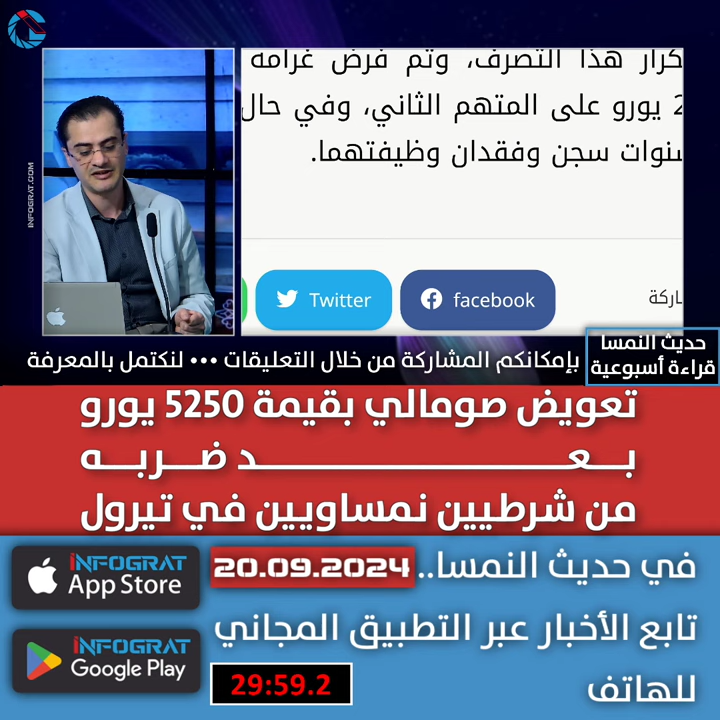 كرار هذا التصرف، وتم فرض غرامة
2 يورو على المتهم الثاني، وفي حال
سنوات سجن وفقدان وظيفتهما.
Twitter
facebook
INFOGRAT.COM
حديث النمسا
قراءة أسبوعية
بإمكانكم المشاركة من خلال التعليقات ••• لنكتمل بالمعرفة
تعويض صومالي بقيمة 5250 يورو
بـعـد ضـربـه
من شرطيين نمساويين في تيرول
في حديث النمسا.. 20.09.2024
تابع الأخبار عبر التطبيق المجاني
للهاتف
iNFOGRAT
App Store
iNFOGRAT
Google Play
29:59.2